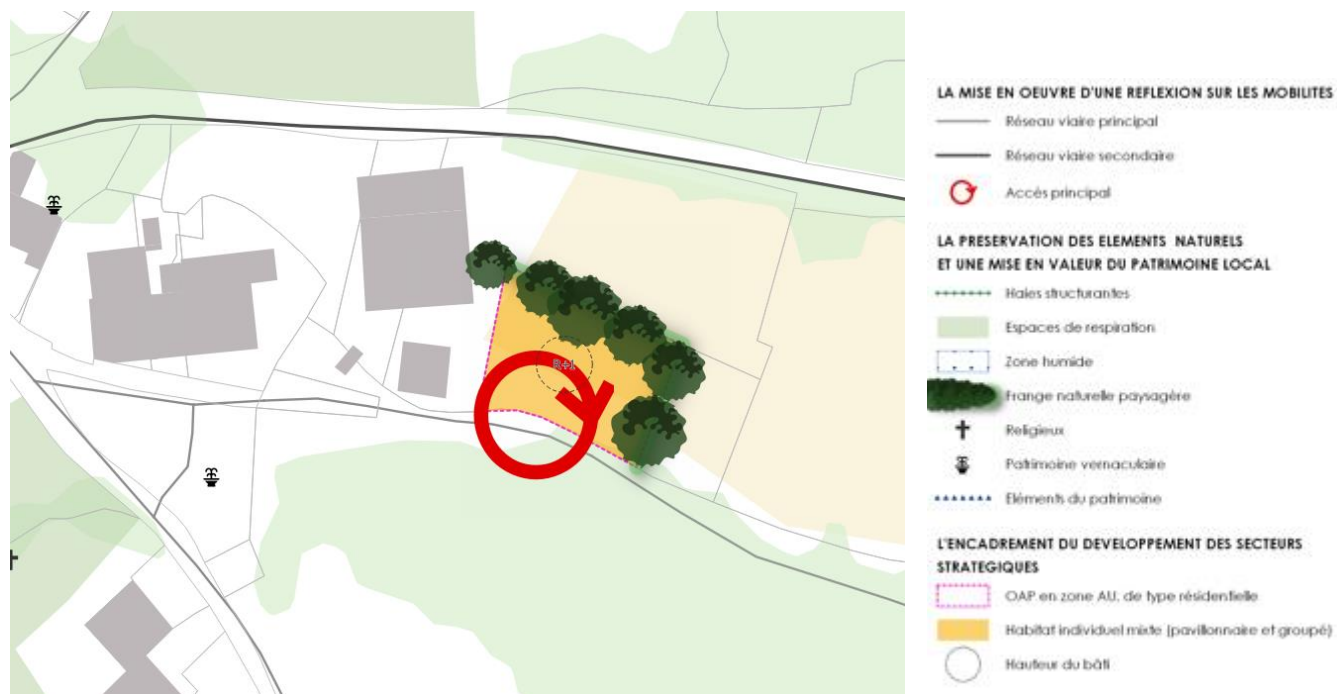 R+1
LA MISE EN OEUVRE D'UNE REFLEXION SUR LES MOBILITES
Réseau viaire principal
Réseau viaire secondaire
Accès principal
LA PRESERVATION DES ELEMENTS NATURELS
ET UNE MISE EN VALEUR DU PATRIMOINE LOCAL
Haies structurantes
Espaces de respiration
Zone humide
Frange naturelle paysagère
Religieux
Patrimoine vernaculaire
Eléments du patrimoine
L'ENCADREMENT DU DEVELOPPEMENT DES SECTEURS
STRATEGIQUES
OAP en zone AU. de type résidentielle
Habitat individuel mixte (pavillonnaire et groupé)
Hauteur du bâti